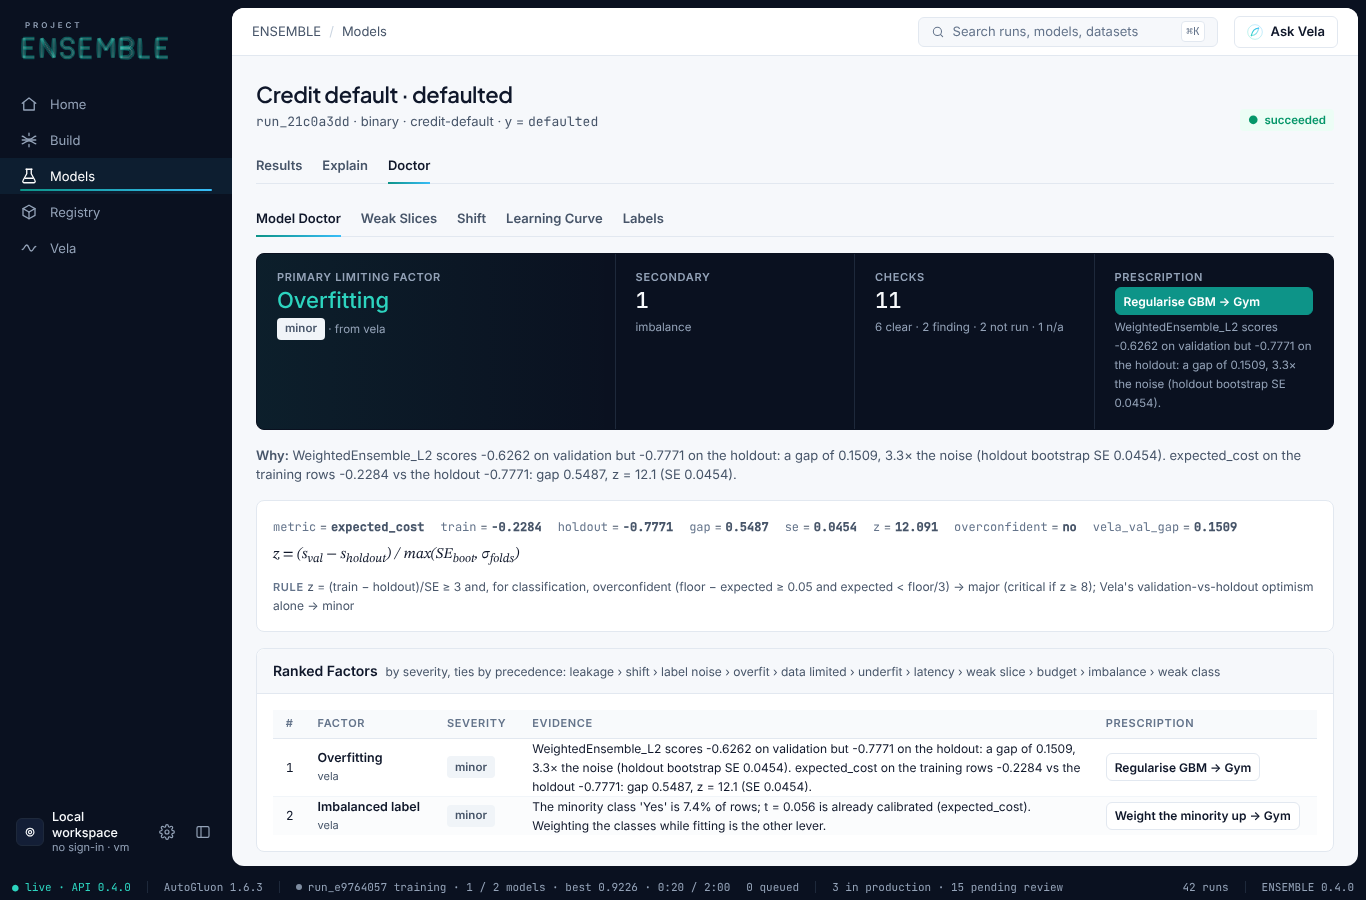 PROJECT
ENSEMBLE
Home
Build
Models
Registry
Vela
Local workspace
no sign-in · vm
ENSEMBLE / Models
Search runs, models, datasets
⌘K
Ask Vela
Credit default · defaulted
run_21c0a3dd · binary · credit-default · y = defaulted
succeeded
Results Explain Doctor
Model Doctor Weak Slices Shift Learning Curve Labels
PRIMARY LIMITING FACTOR
Overfitting
minor · from vela
SECONDARY
1
imbalance
CHECKS
11
6 clear · 2 finding · 2 not run · 1 n/a
PRESCRIPTION
Regularise GBM → Gym
WeightedEnsemble_L2 scores
-0.6262 on validation but -0.7771 on
the holdout: a gap of 0.1509, 3.3×
the noise (holdout bootstrap SE
0.0454).
Why: WeightedEnsemble_L2 scores -0.6262 on validation but -0.7771 on the holdout: a gap of 0.1509, 3.3× the noise (holdout bootstrap SE 0.0454). expected_cost on the
training rows -0.2284 vs the holdout -0.7771: gap 0.5487, z = 12.1 (SE 0.0454).
metric = expected_cost train = -0.2284 holdout = -0.7771 gap = 0.5487 se = 0.0454 z = 12.091 overconfident = no vela_val_gap = 0.1509
z = (s_val − s_holdout) / max(SE_boot, σ_folds)
RULE z = (train − holdout)/SE ≥ 3 and, for classification, overconfident (floor − expected ≥ 0.05 and expected < floor/3) → major (critical if z ≥ 8); Vela's validation-vs-holdout optimism
alone → minor
Ranked Factors by severity, ties by precedence: leakage › shift › label noise › overfit › data limited › underfit › latency › weak slice › budget › imbalance › weak class
# FACTOR SEVERITY EVIDENCE PRESCRIPTION
1 Overfitting
vela
minor
WeightedEnsemble_L2 scores -0.6262 on validation but -0.7771 on the holdout: a gap of 0.1509,
3.3× the noise (holdout bootstrap SE 0.0454). expected_cost on the training rows -0.2284 vs the
holdout -0.7771: gap 0.5487, z = 12.1 (SE 0.0454).
Regularise GBM → Gym
2 Imbalanced label
vela
minor
The minority class 'Yes' is 7.4% of rows; t = 0.056 is already calibrated (expected_cost).
Weighting the classes while fitting is the other lever.
Weight the minority up → Gym
live · API 0.4.0 AutoGluon 1.6.3 run_e9764057 training · 1 / 2 models · best 0.9226 · 0:20 / 2:00 0 queued 3 in production · 15 pending review 42 runs ENSEMBLE 0.4.0